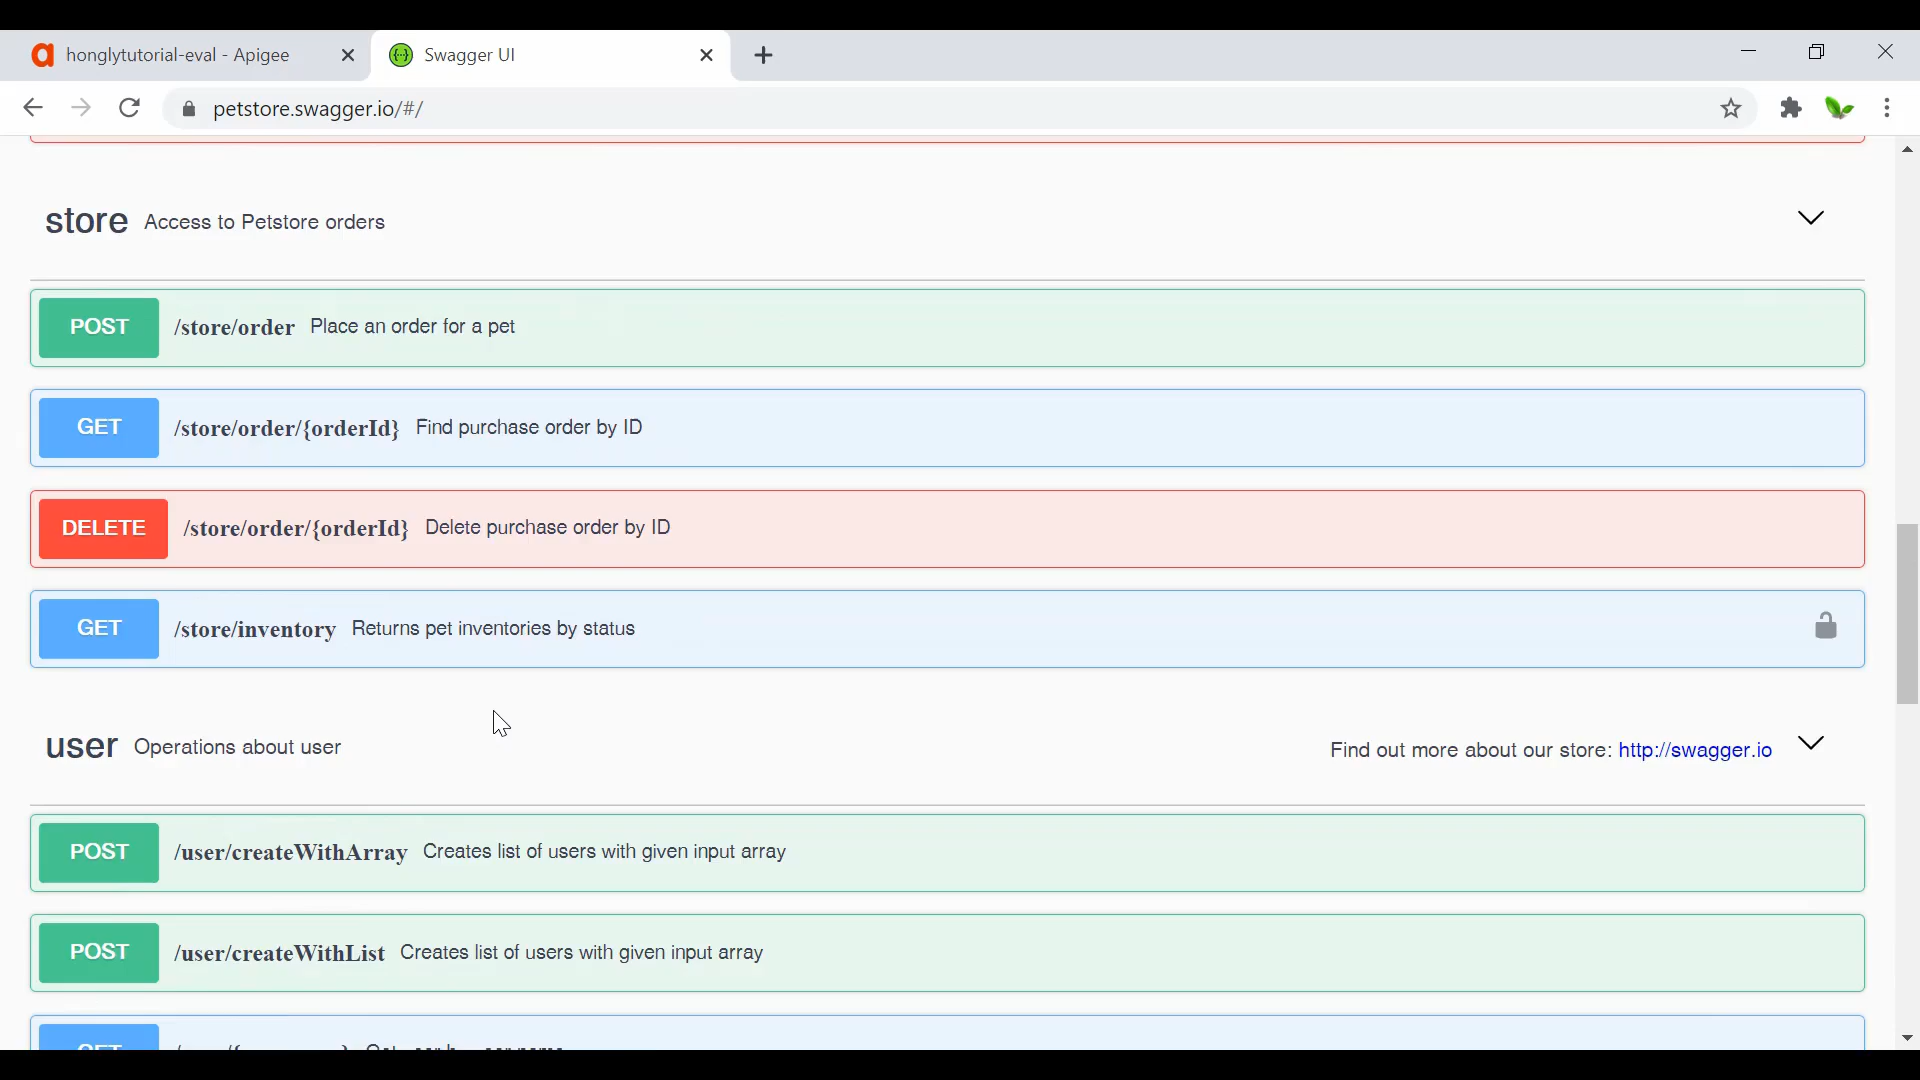 honglytutorial-eval - Apigee
Swagger UI
petstore.swagger.io/#/
store Access to Petstore orders
POST /store/order Place an order for a pet
GET /store/order/{orderId} Find purchase order by ID
DELETE /store/order/{orderId} Delete purchase order by ID
GET /store/inventory Returns pet inventories by status
user Operations about user
Find out more about our store: http://swagger.io
POST /user/createWithArray Creates list of users with given input array
POST /user/createWithList Creates list of users with given input array
GET